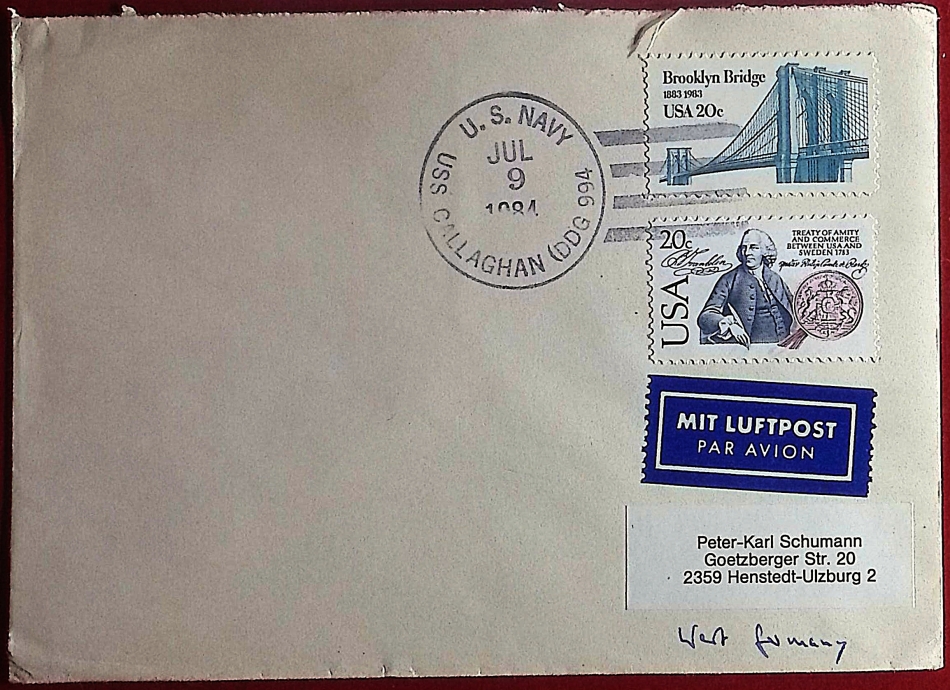 U. S. NAVY
JUL
9
1984
USS CALLAGHAN (DDG 994
Brooklyn Bridge
1883 1983
USA 20c
20c
TREATY OF AMITY
AND COMMERCE
BETWEEN USA AND
SWEDEN 1783
B Franklin
USA
MIT LUFTPOST
PAR AVION
Peter-Karl Schumann
Goetzberger Str. 20
2359 Henstedt-Ulzburg 2
West Germany